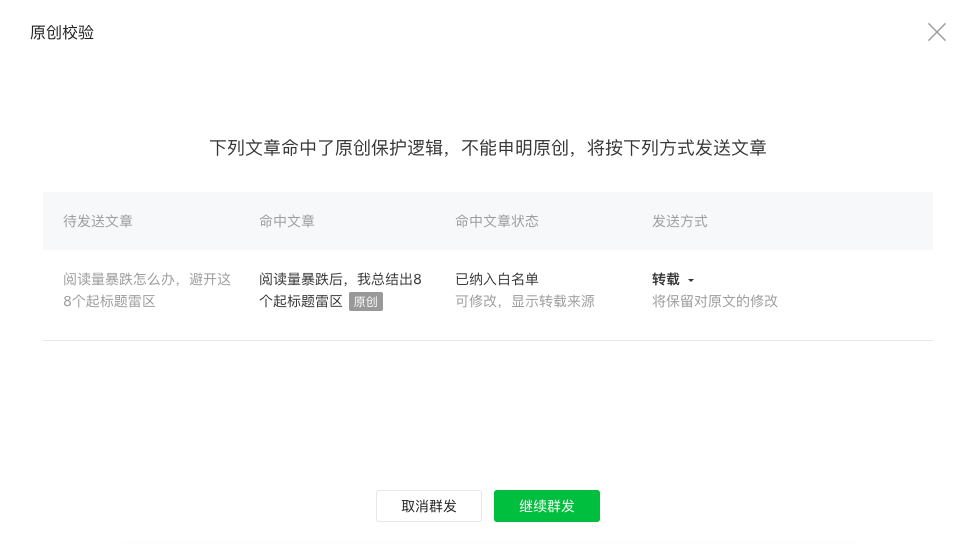 原创校验
下列文章命中了原创保护逻辑，不能申明原创，将按下列方式发送文章
待发送文章 命中文章 命中文章状态 发送方式
阅读量暴跌怎么办，避开这 阅读量暴跌后，我总结出8 已纳入白名单 转载
8个起标题雷区 个起标题雷区 原创 可修改，显示转载来源 将保留对原文的修改
取消群发 继续群发